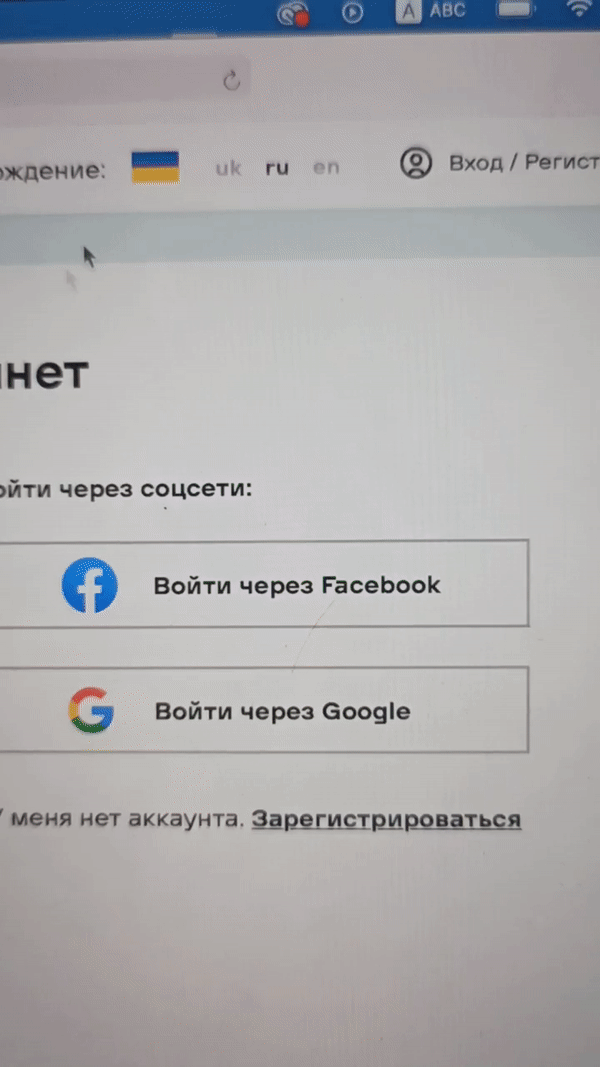 ABC
ождение: uk ru en Вход / Регист
нет
ойти через соцсети:
Войти через Facebook
Войти через Google
У меня нет аккаунта. Зарегистрироваться